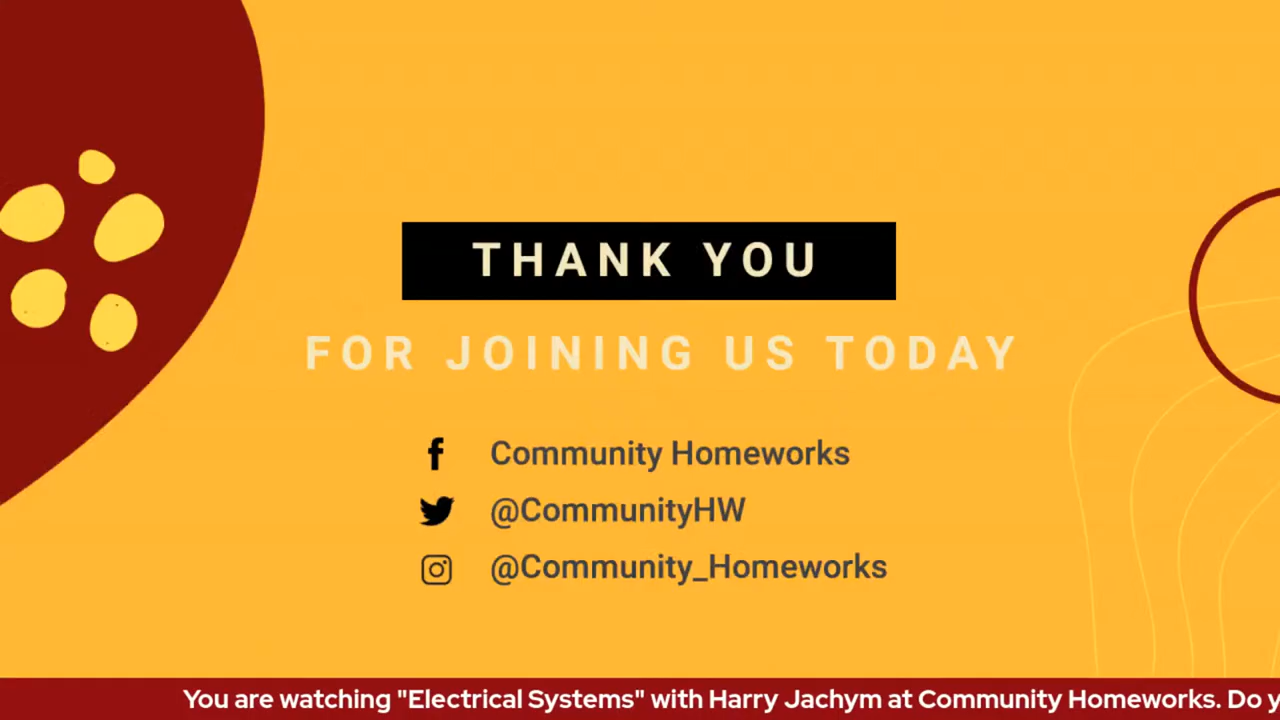 THANK YOU
FOR JOINING US TODAY
Community Homeworks
@CommunityHW
@Community_Homeworks
You are watching "Electrical Systems" with Harry Jachym at Community Homeworks. Do